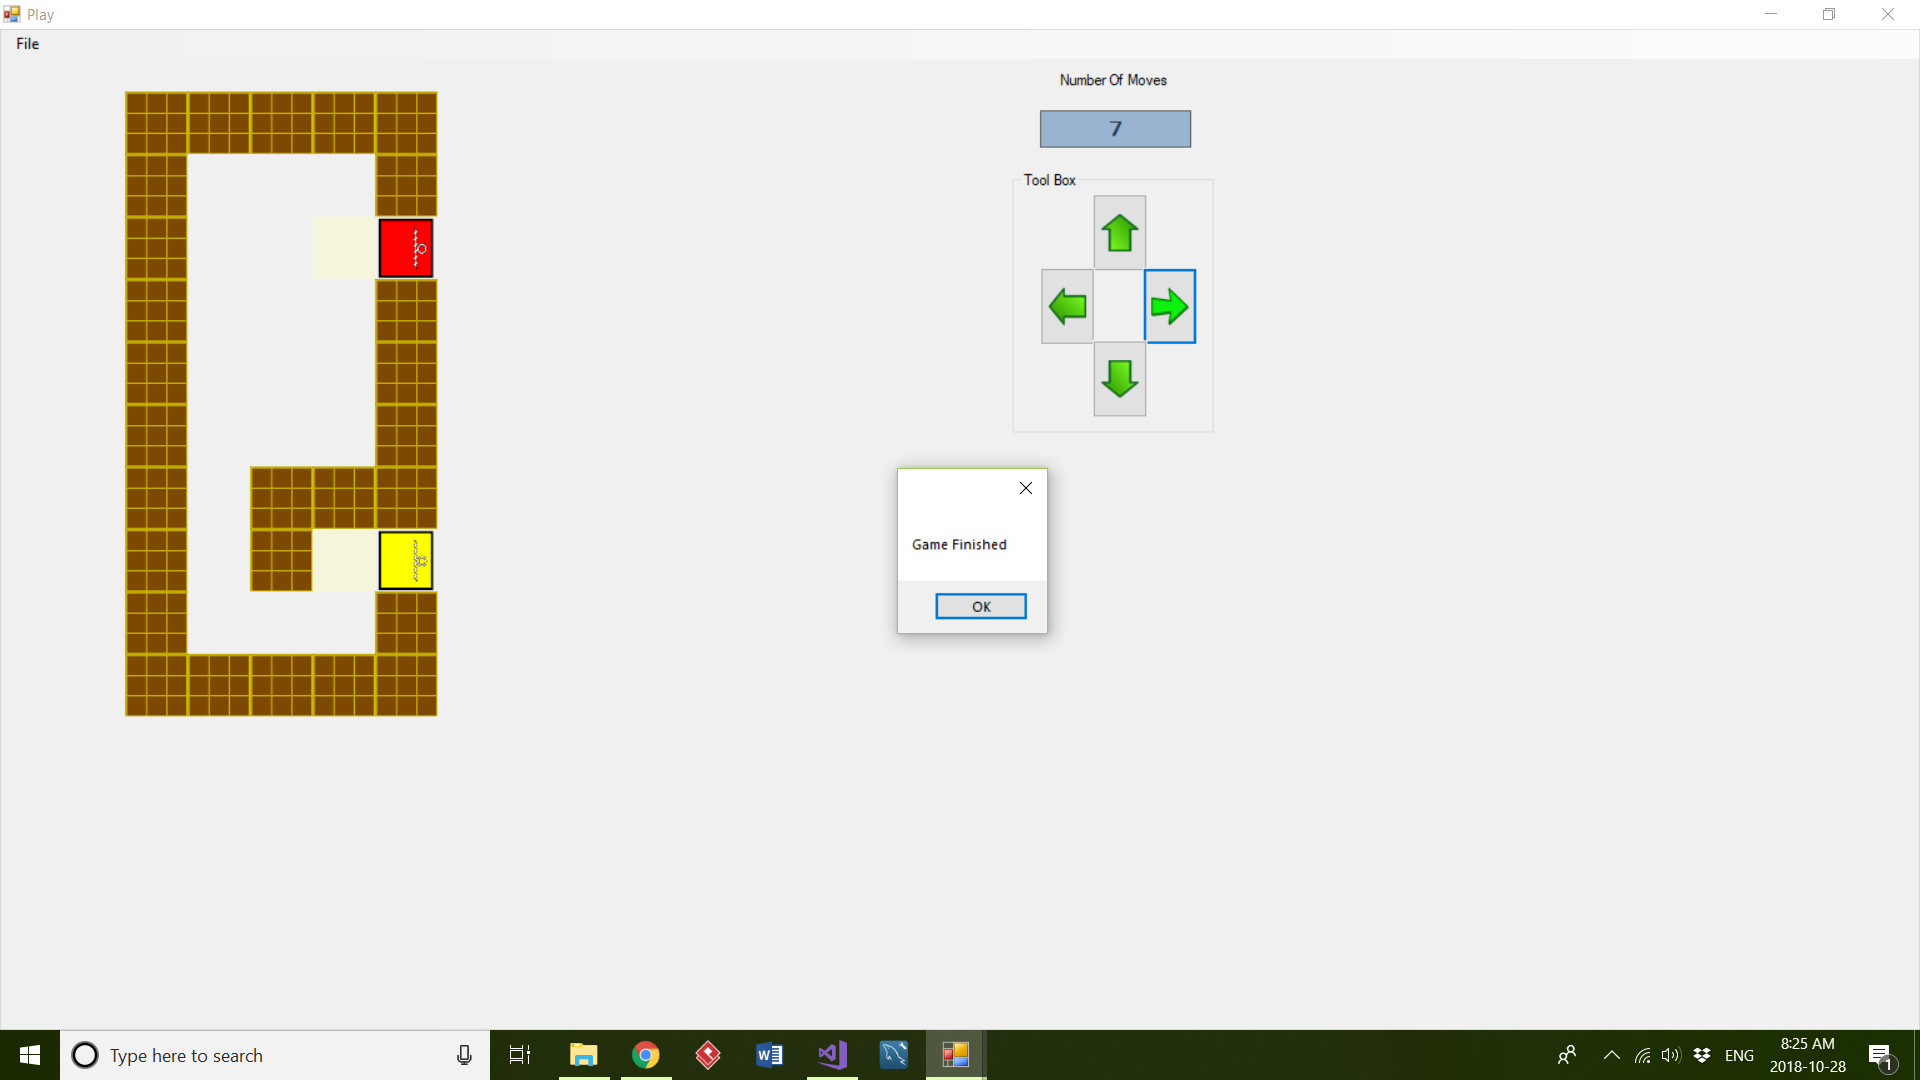 Play
File
Number Of Moves
7
Tool Box
Game Finished
OK
Type here to search
ENG
8:25 AM
2018-10-28
1